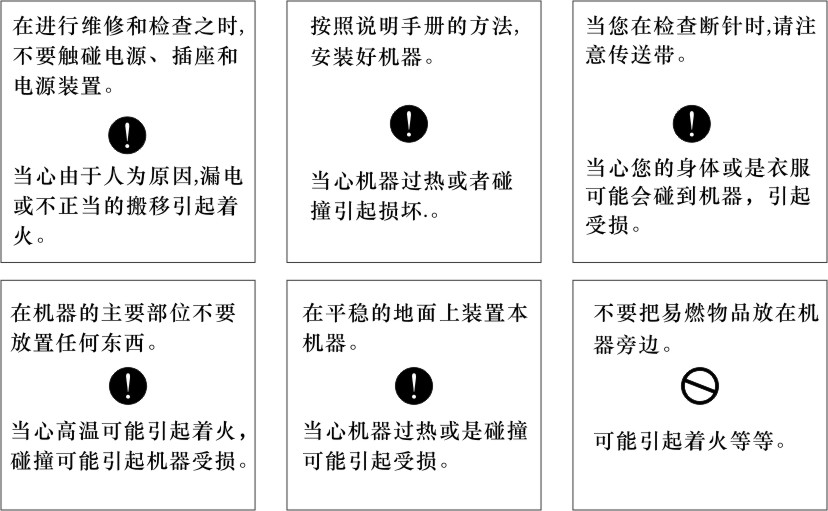 在进行维修和检查之时,
不要触碰电源、插座和
电源装置。
当心由于人为原因,漏电
或不正当的搬移引起着
火。
按照说明手册的方法,
安装好机器。
当心机器过热或者碰
撞引起损坏.。
当您在检查断针时,请注
意传送带。
当心您的身体或是衣服
可能会碰到机器，引起
受损。
在机器的主要部位不要
放置任何东西。
当心高温可能引起着火，
碰撞可能引起机器受损。
在平稳的地面上装置本
机器。
当心机器过热或是碰撞
可能引起受损。
不要把易燃物品放在机
器旁边。
可能引起着火等等。